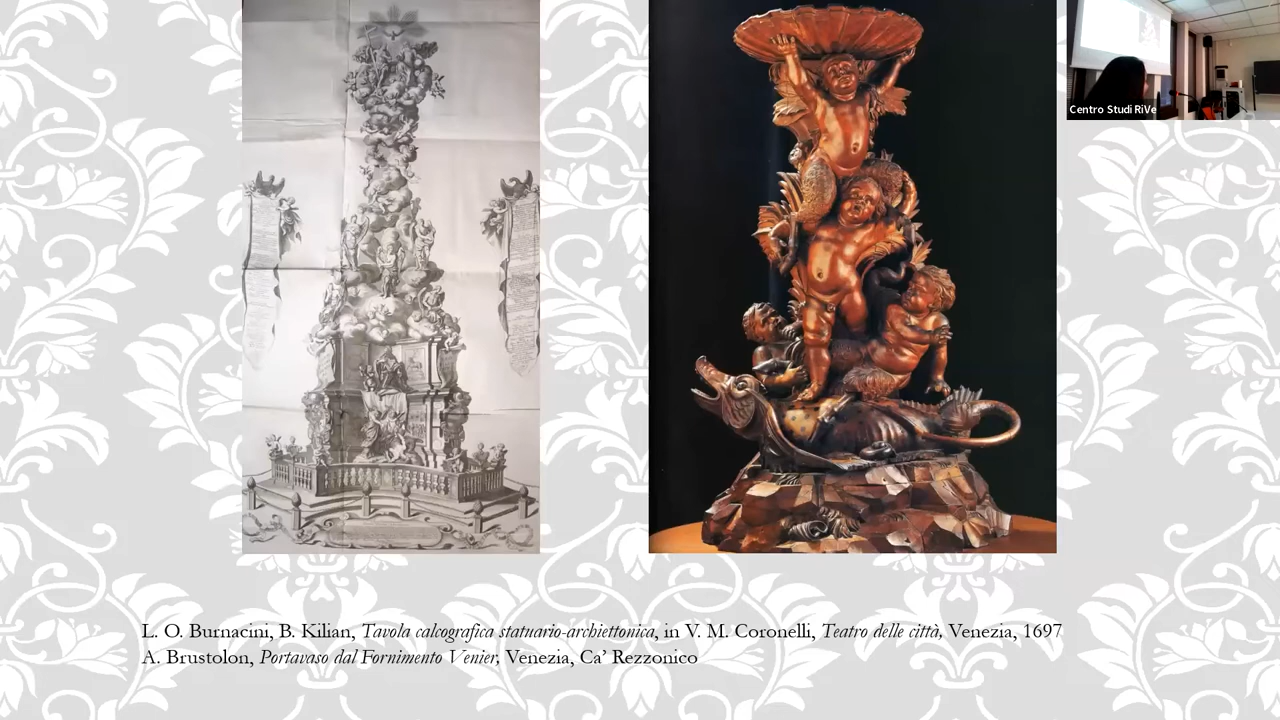 Centro Studi RiVe
L. O. Burnacini, B. Kilian, Tavola calcografica statuario-archiettonica, in V. M. Coronelli, Teatro delle città, Venezia, 1697
A. Brustolon, Portavaso dal Fornimento Venier, Venezia, Ca’ Rezzonico